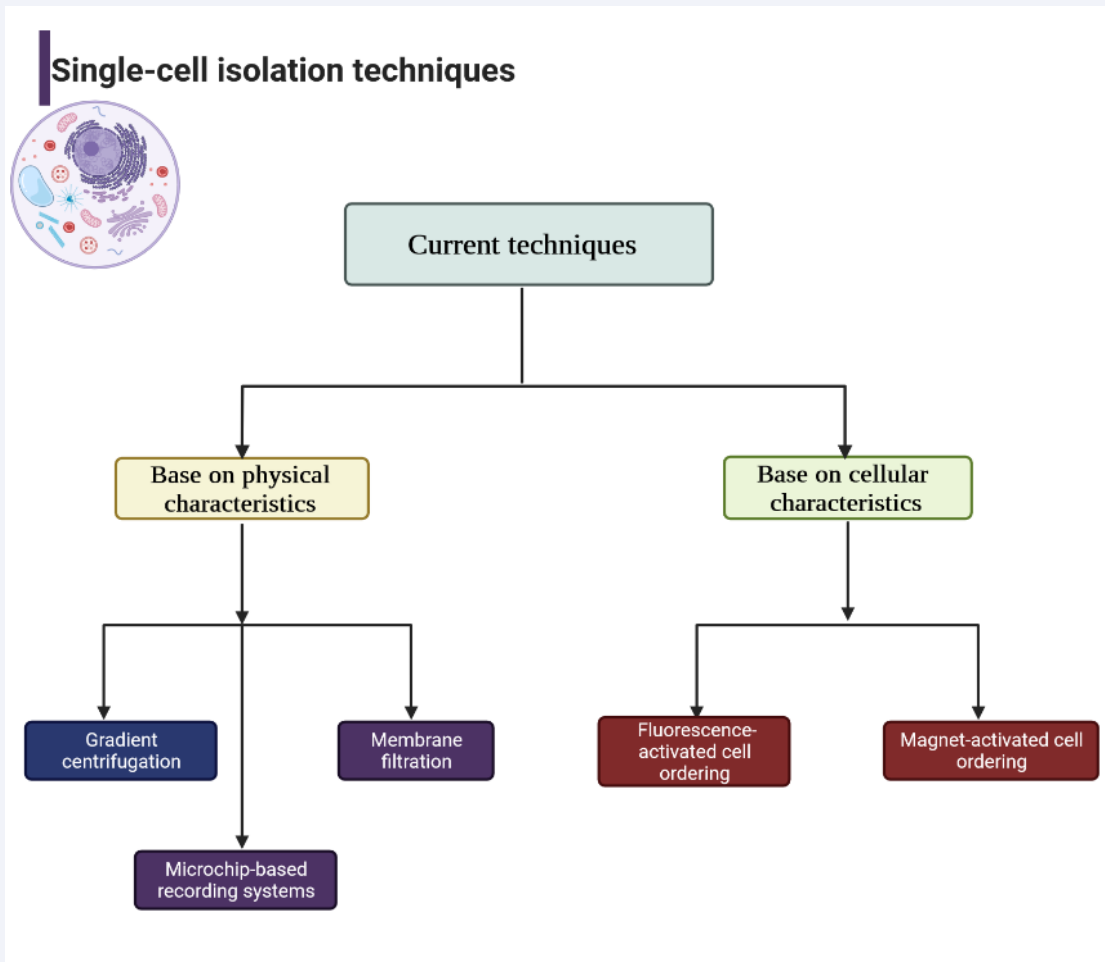 Single-cell isolation techniques
Current techniques
Base on physical
characteristics
Base on cellular
characteristics
Gradient
centrifugation
Membrane
filtration
Fluorescence-
activated cell
ordering
Magnet-activated cell
ordering
Microchip-based
recording systems